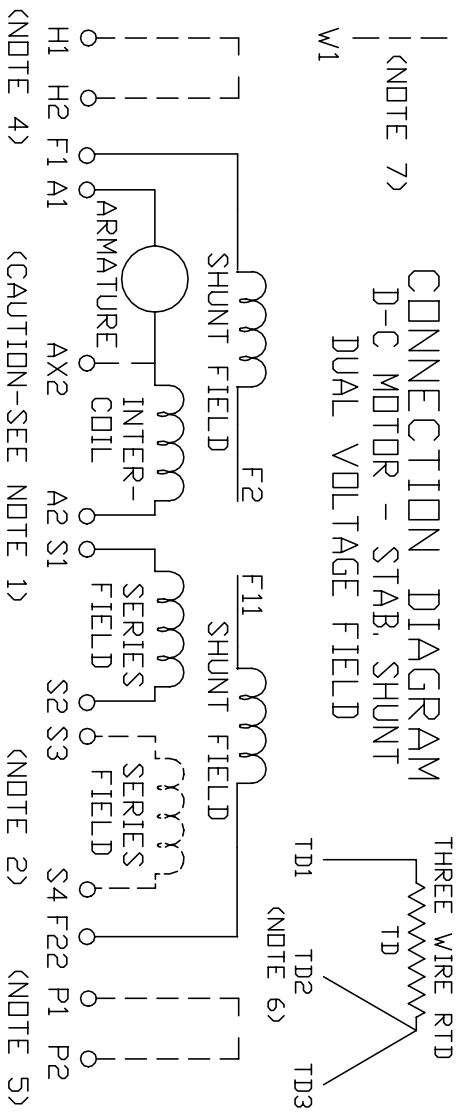 CONNECTION DIAGRAM
D-C MOTOR - STAB. SHUNT
DUAL VOLTAGE FIELD
(NOTE 7)
W1
THREE WIRE RTD
TD
TD1 TD2 TD3
(NOTE 6)
F2 F11
SHUNT FIELD SHUNT FIELD
ARMATURE
INTER-
COIL
SERIES
FIELD
SERIES
FIELD
H1 H2 F1 A1 AX2 A2 S1 S2 S3 S4 F22 P1 P2
(NOTE 4) (CAUTION-SEE NOTE 1) (NOTE 2) (NOTE 5)